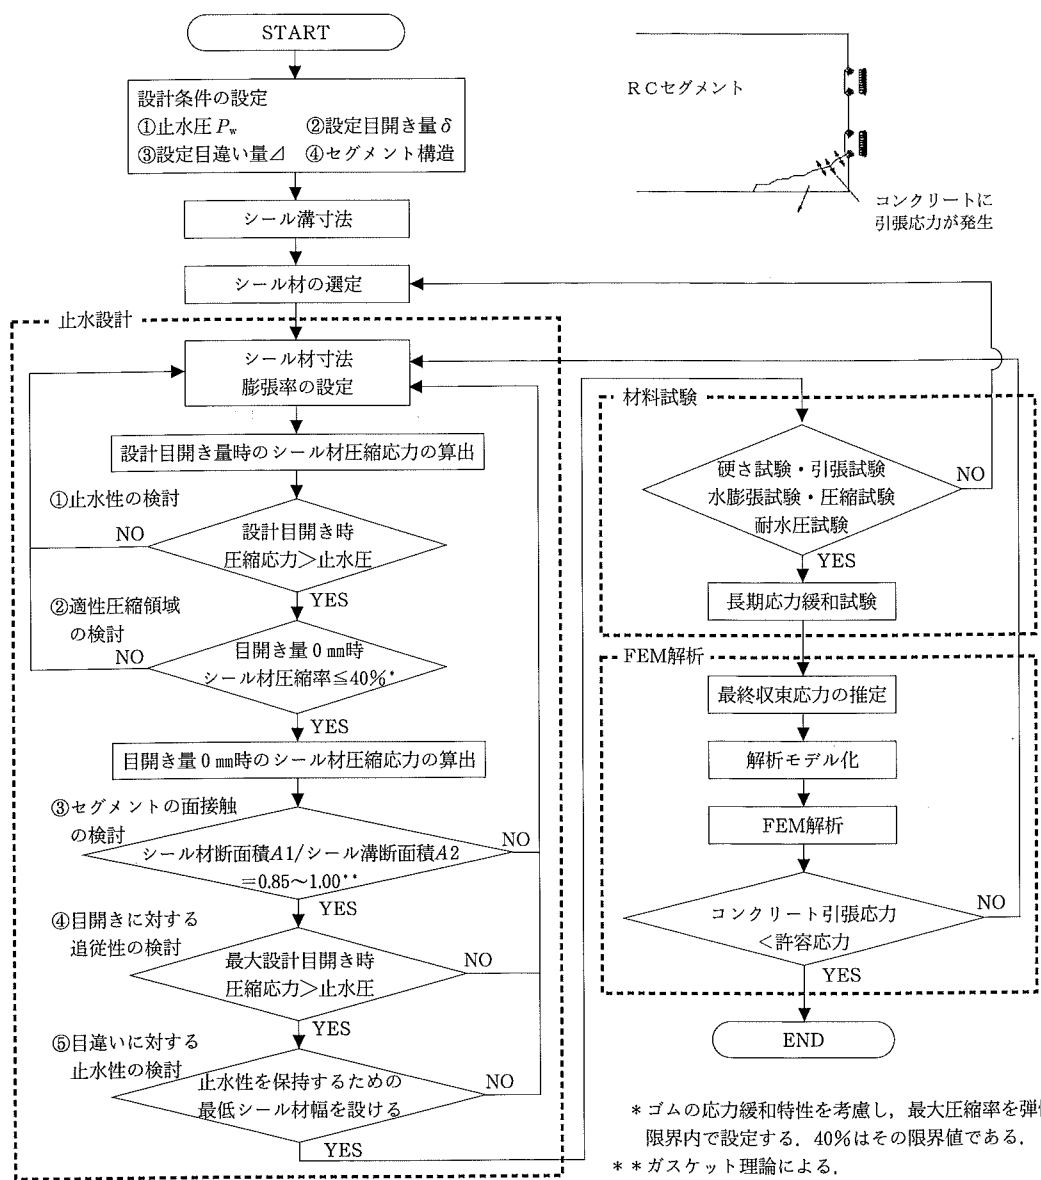 START
設計条件の設定
①止水圧Pw ②設定目開き量δ
③設定目違い量⊿ ④セグメント構造
シール溝寸法
シール材の選定
止水設計
シール材寸法
膨張率の設定
設計目開き量時のシール材圧縮応力の算出
①止水性の検討
NO
設計目開き時
圧縮応力>止水圧
YES
②適性圧縮領域
の検討
NO
目開き量0㎜時
シール材圧縮率≦40%*
YES
目開き量0㎜時のシール材圧縮応力の算出
③セグメントの面接触
の検討
NO
シール材断面積A1/シール溝断面積A2
=0.85〜1.00**
YES
④目開きに対する
追従性の検討
NO
最大設計目開き時
圧縮応力>止水圧
YES
⑤目違いに対する
止水性の検討
NO
止水性を保持するための
最低シール材幅を設ける
YES
RCセグメント
コンクリートに
引張応力が発生
材料試験
硬さ試験・引張試験
水膨張試験・圧縮試験
耐水圧試験
NO
YES
長期応力緩和試験
FEM解析
最終収束応力の推定
解析モデル化
FEM解析
コンクリート引張応力
<許容応力
NO
YES
END
*ゴムの応力緩和特性を考慮し,最大圧縮率を弾
限界内で設定する.40%はその限界値である.
**ガスケット理論による.